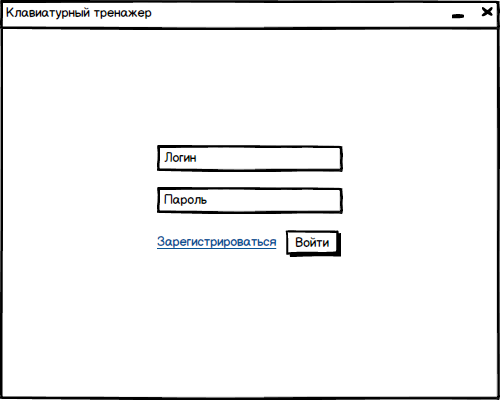 Клавиатурный тренажер
Логин
Пароль
Зарегистрироваться Войти